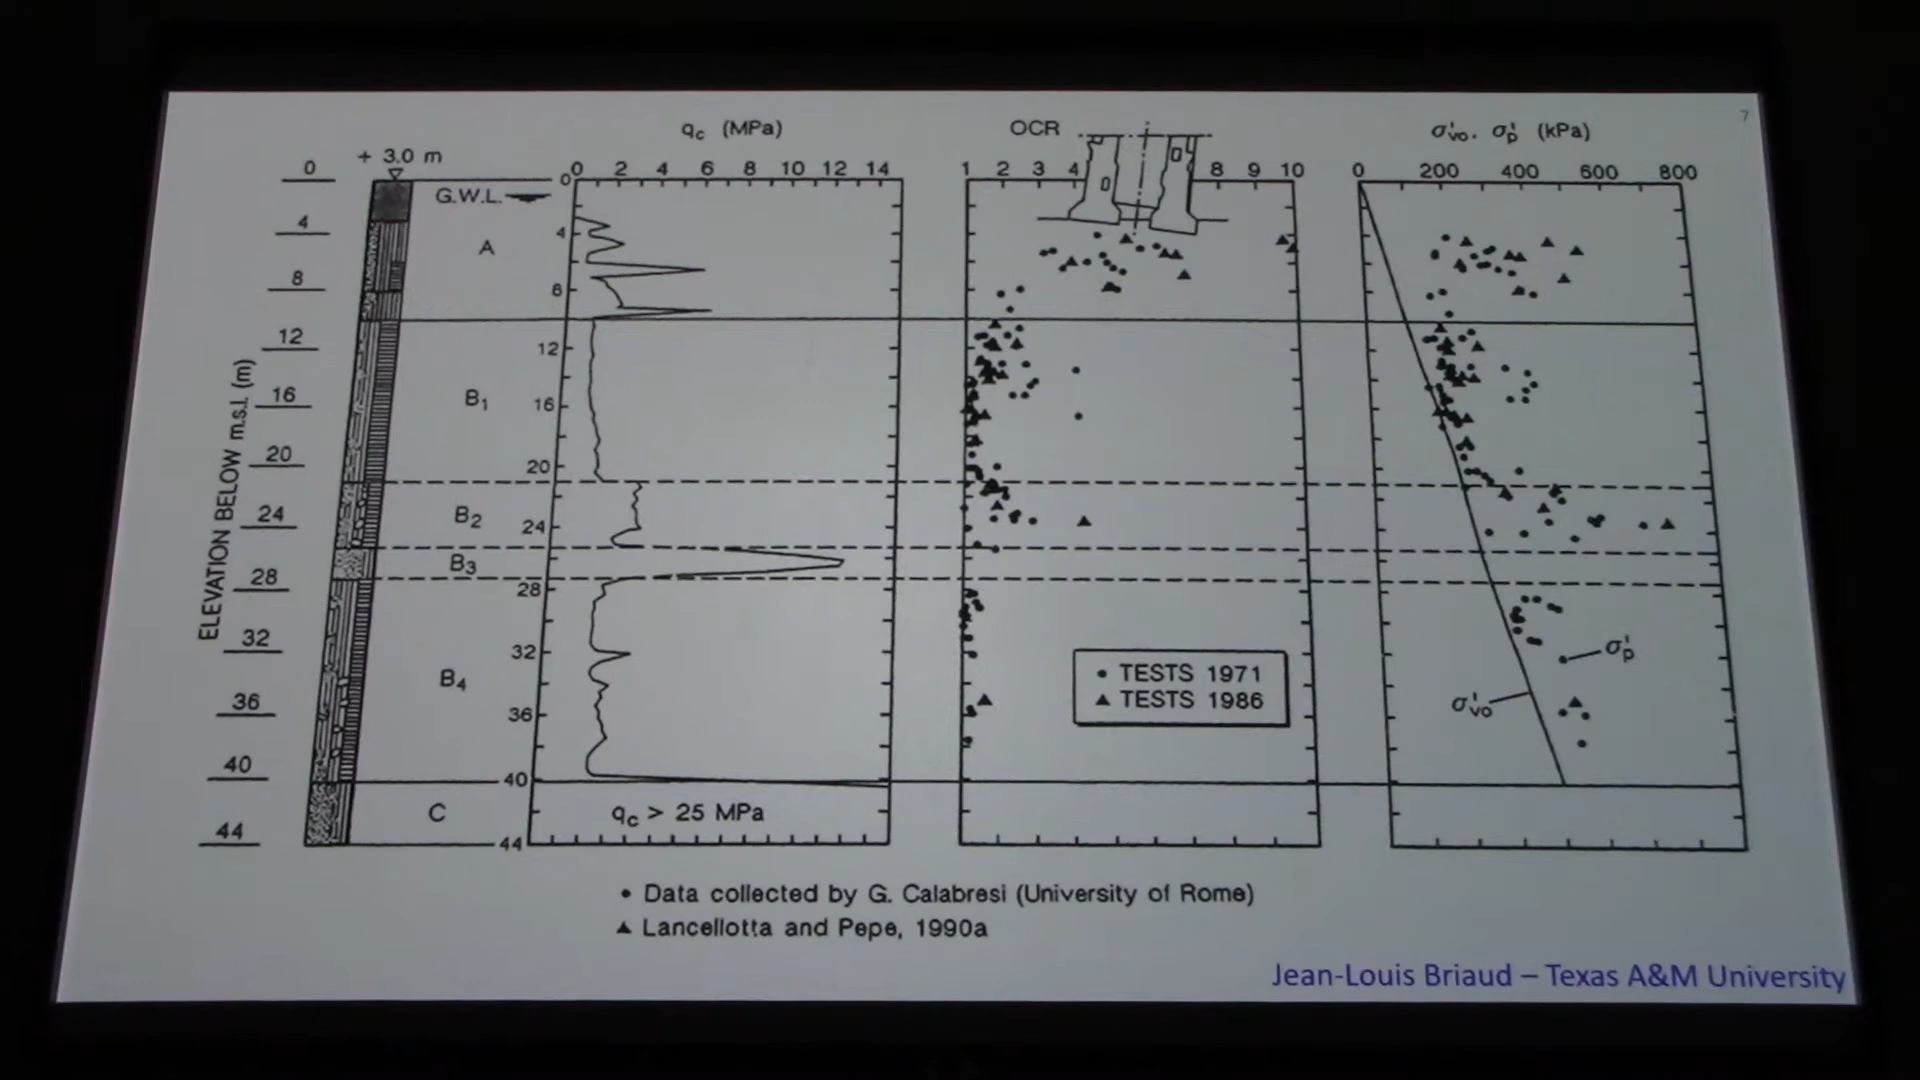 7
qc (MPa)
OCR
σ'vo, σ'p (kPa)
+ 3.0 m
0
0 2 4 6 8 10 12 14
1 2 3 4 8 9 10
0 200 400 600 800
G.W.L.
0
4
8
12
16
20
24
28
32
36
40
44
ELEVATION BELOW m.s.l. (m)
A
B1
B2
B3
B4
C
4
8
12
16
20
24
28
32
36
40
44
qc > 25 MPa
• TESTS 1971
▲ TESTS 1986
σ'p
σ'vo
• Data collected by G. Calabresi (University of Rome)
▲ Lancellotta and Pepe, 1990a
Jean-Louis Briaud – Texas A&M University